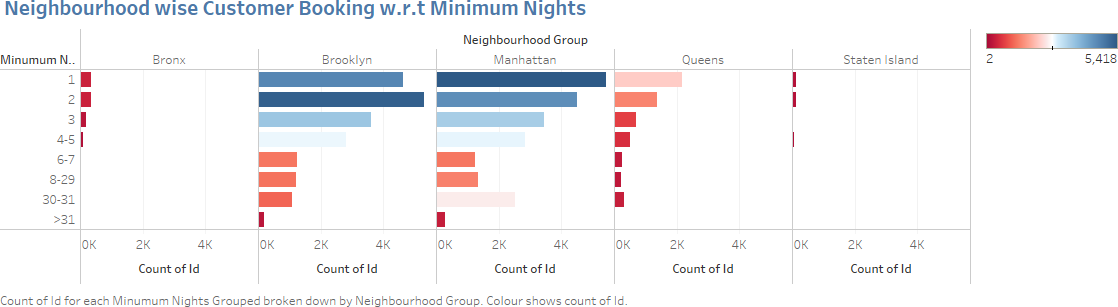 Neighbourhood wise Customer Booking w.r.t Minimum Nights
Neighbourhood Group
Minumum N.. Bronx Brooklyn Manhattan Queens Staten Island
1
2
3
4-5
6-7
8-29
30-31
>31
0K 2K 4K 0K 2K 4K 0K 2K 4K 0K 2K 4K 0K 2K 4K
Count of Id Count of Id Count of Id Count of Id Count of Id
2 5,418
Count of Id for each Minumum Nights Grouped broken down by Neighbourhood Group. Colour shows count of Id.